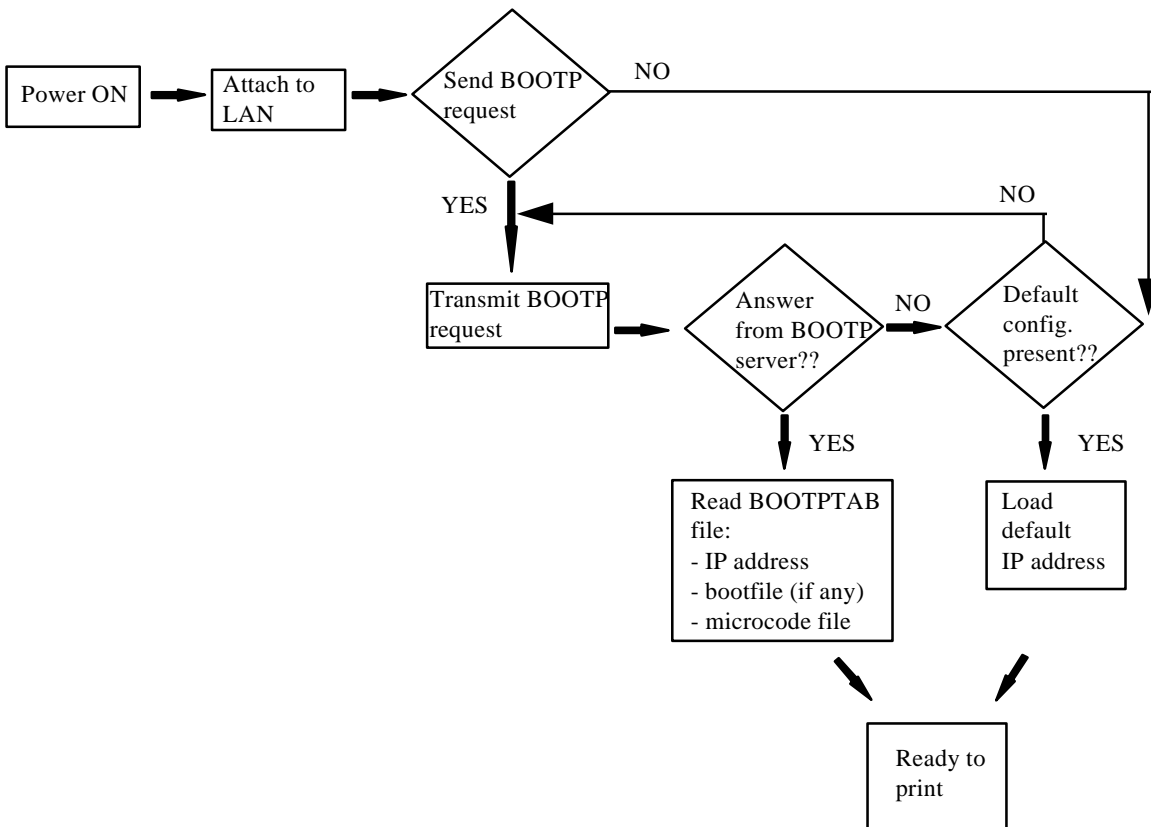 Power ON
Attach to
LAN
Send BOOTP
request
NO
YES
NO
Transmit BOOTP
request
Answer
from BOOTP
server??
NO
Default
config.
present??
YES
YES
Read BOOTPTAB
file:
- IP address
- bootfile (if any)
- microcode file
Load
default
IP address
Ready to
print